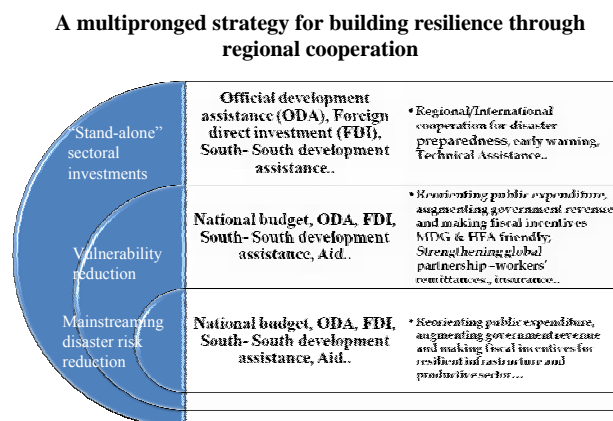 A multipronged strategy for building resilience through
regional cooperation
“Stand-alone”
sectoral
investments
Official development
assistance (ODA), Foreign
direct investment (FDI),
South- South development
assistance..
• Regional/International
cooperation for disaster
preparedness, early warning,
Technical Assistance..
Vulnerability
reduction
National budget, ODA, FDI,
South- South development
assistance, Aid..
• Reorienting public expenditure,
augmenting government revenue
and making fiscal incentives
MDG & HFA friendly;
Strengthening global
partnership –workers’
remittances, insurance..
Mainstreaming
disaster risk
reduction
National budget, ODA, FDI,
South- South development
assistance, Aid..
• Reorienting public expenditure,
augmenting government revenue
and making fiscal incentives for
resilient infrastructure and
productive sector…